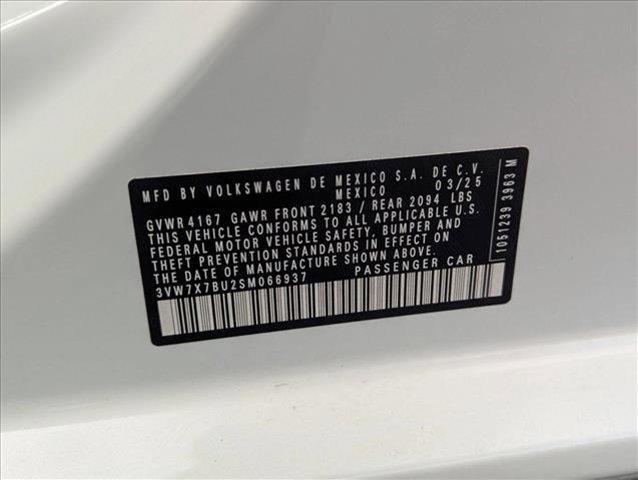 MFD BY VOLKSWAGEN DE MEXICO S.A. DE C.V.
MEXICO 03/25
GVWR 4167 GAWR FRONT 2183 / REAR 2094 LBS
THIS VEHICLE CONFORMS TO ALL APPLICABLE U.S.
FEDERAL MOTOR VEHICLE SAFETY, BUMPER AND
THEFT PREVENTION STANDARDS IN EFFECT ON
THE DATE OF MANUFACTURE SHOWN ABOVE.
3VW7X7BU2SM066937 PASSENGER CAR
1051239 3963 M